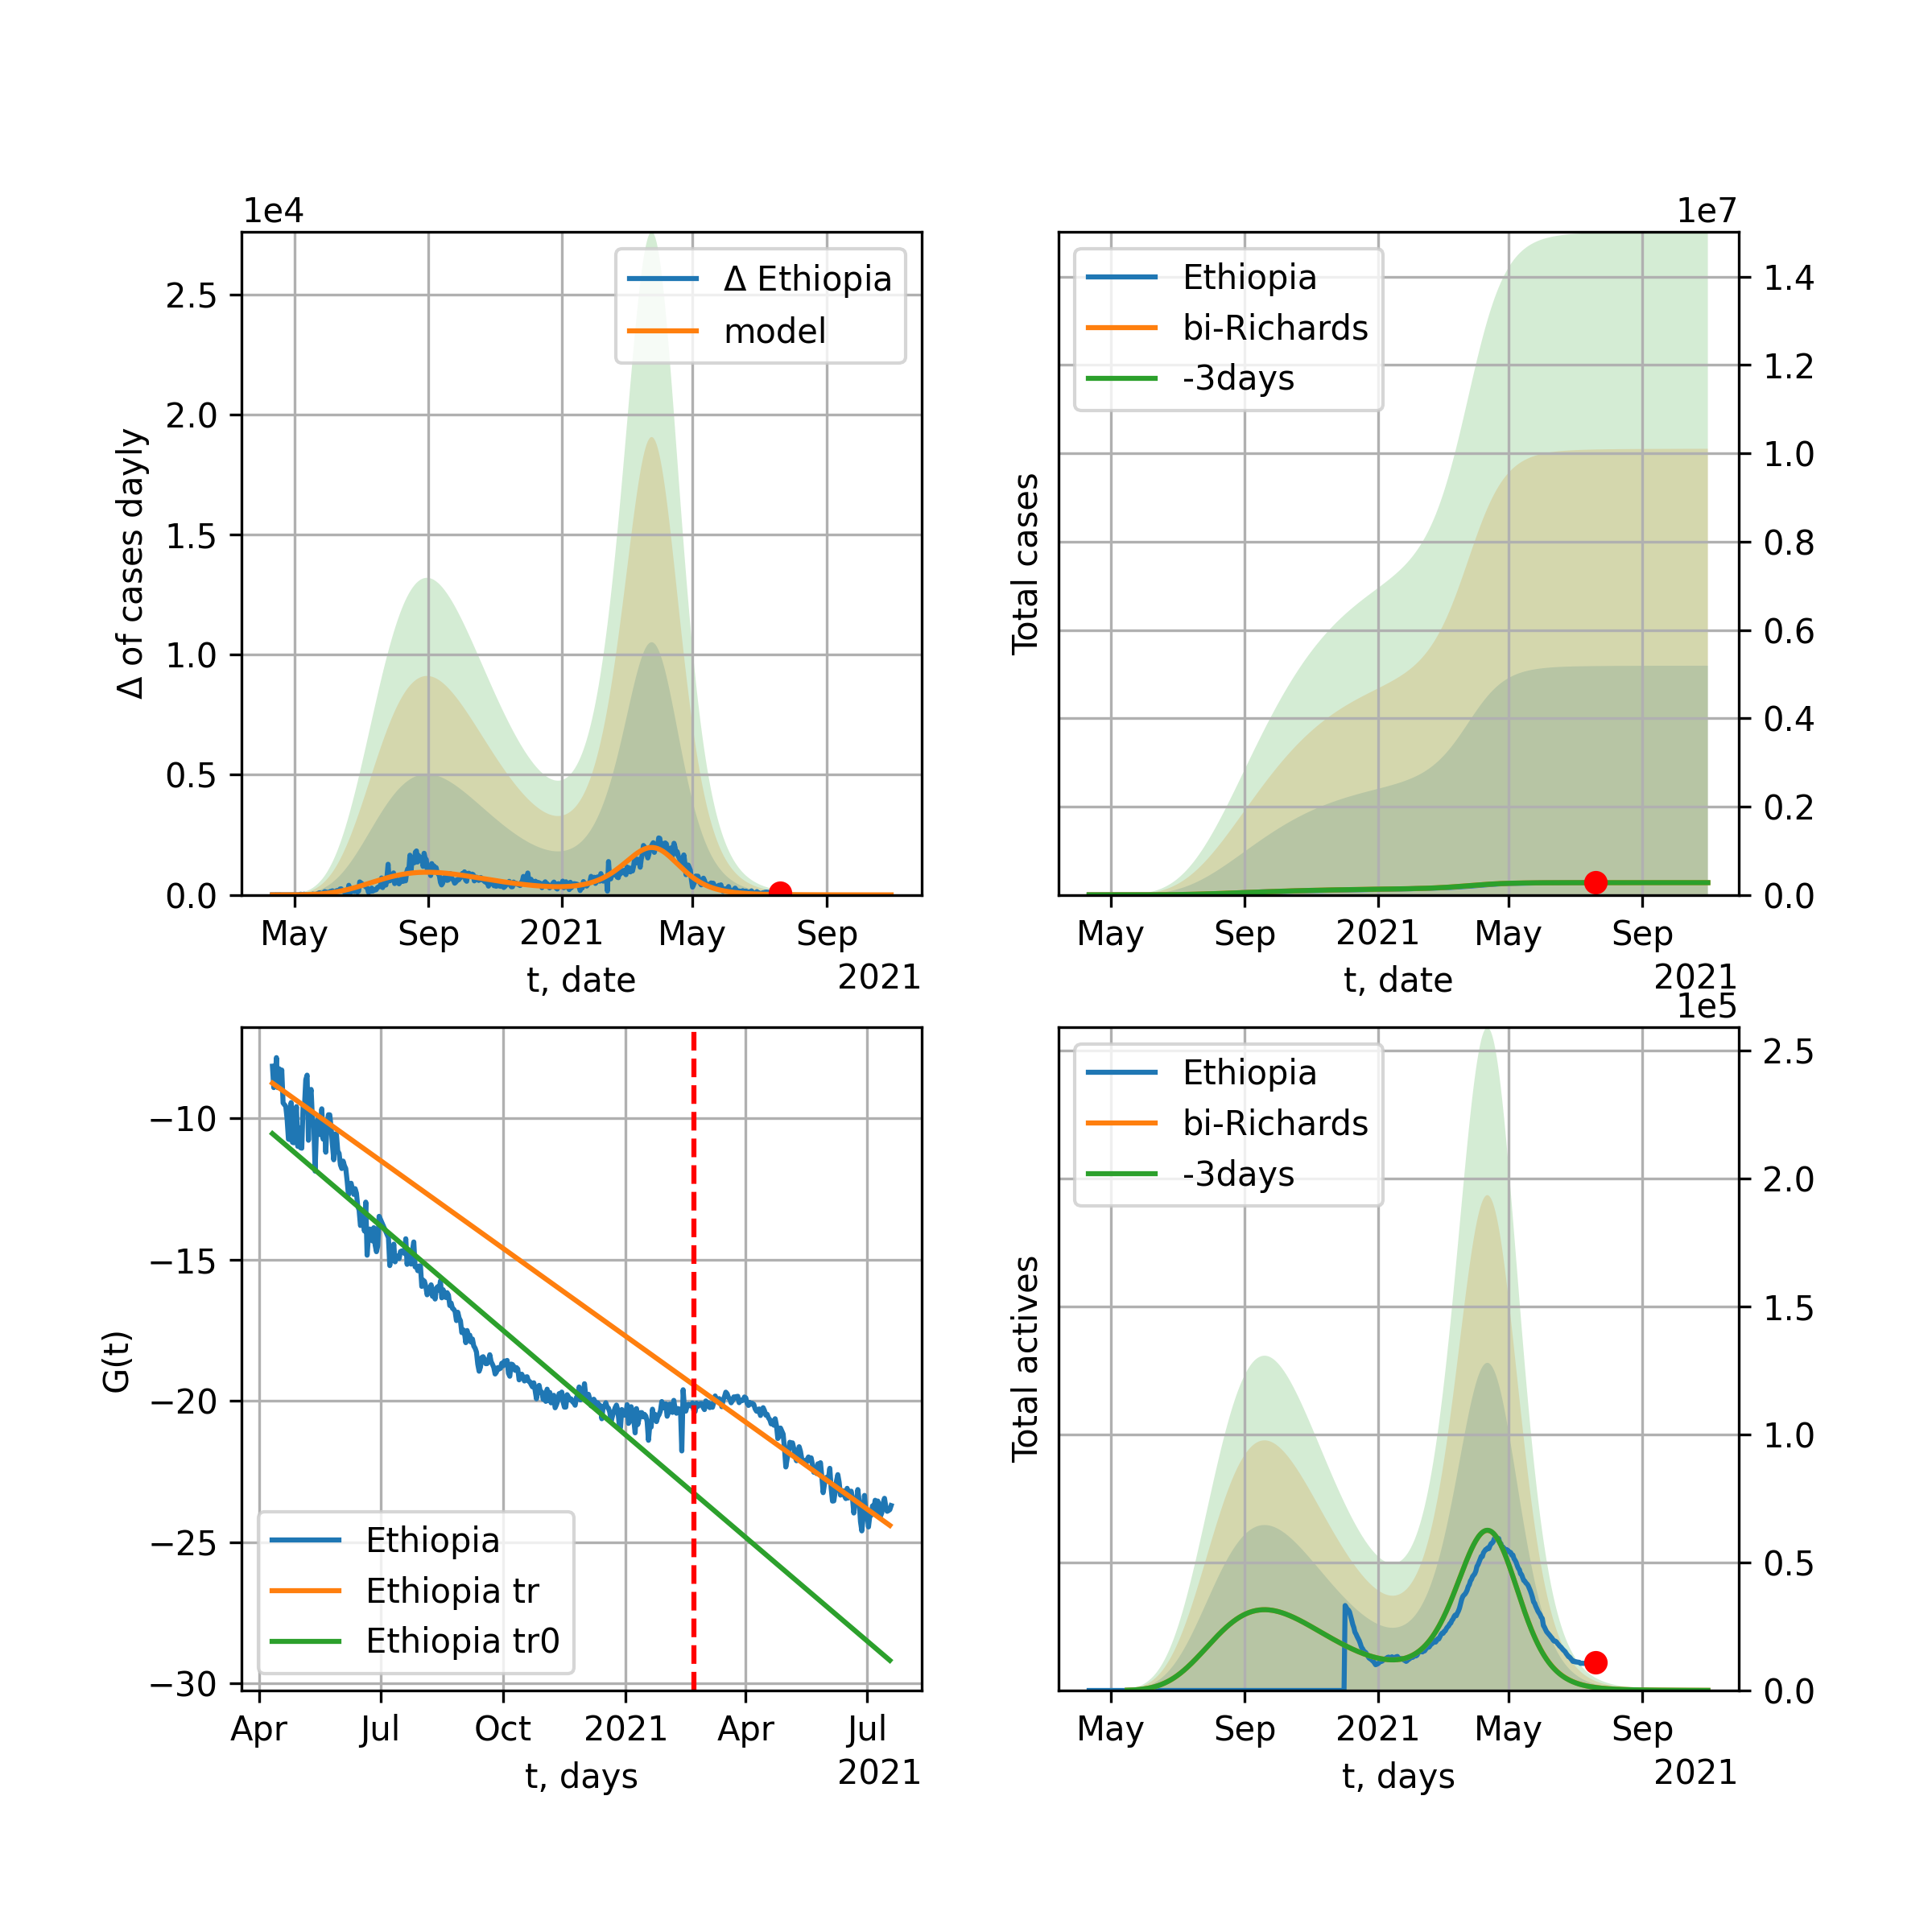 1e4
Δ of cases dayly
2.5
2.0
1.5
1.0
0.5
0.0
Δ Ethiopia
model
May Sep 2021 May Sep
t, date
2021
1e7
Total cases
Ethiopia
bi-Richards
-3days
1.4
1.2
1.0
0.8
0.6
0.4
0.2
0.0
May Sep 2021 May Sep
t, date
2021
G(t)
−10
−15
−20
−25
−30
Ethiopia
Ethiopia tr
Ethiopia tr0
Apr Jul Oct 2021 Apr Jul
t, days
2021
1e5
Total actives
Ethiopia
bi-Richards
-3days
2.5
2.0
1.5
1.0
0.5
0.0
May Sep 2021 May Sep
t, days
2021